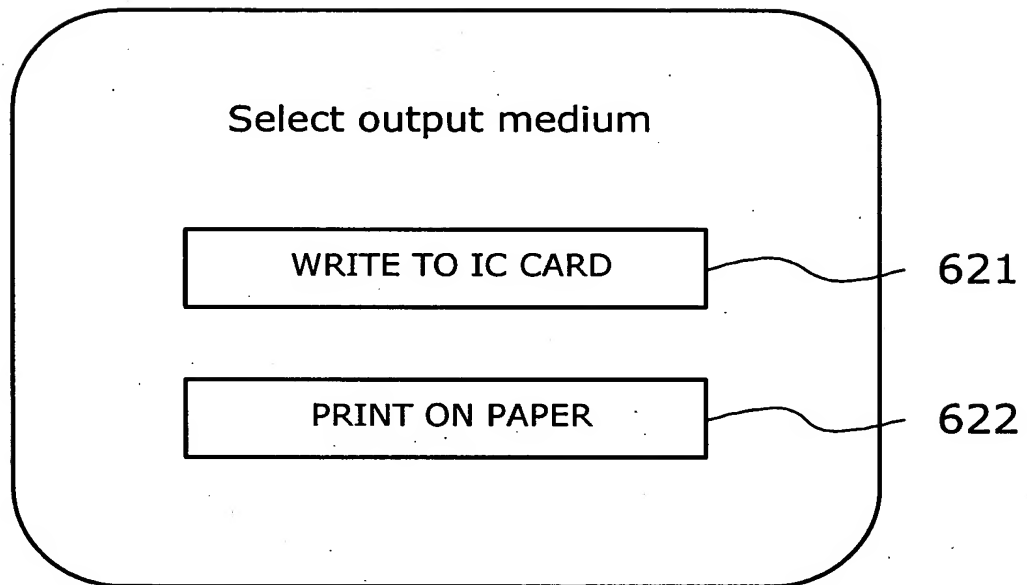 Select output medium
WRITE TO IC CARD
621
PRINT ON PAPER
622